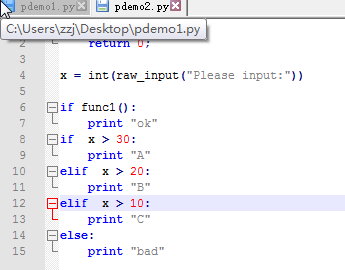 pdemo1.py pdemo2.py
C:\Users\zzj\Desktop\pdemo1.py
2 return 0;
3
4 x = int(raw_input("Please input:"))
5
6 if func1():
7 print "ok"
8 if x > 30:
9 print "A"
10 elif x > 20:
11 print "B"
12 elif x > 10:
13 print "C"
14 else:
15 print "bad"